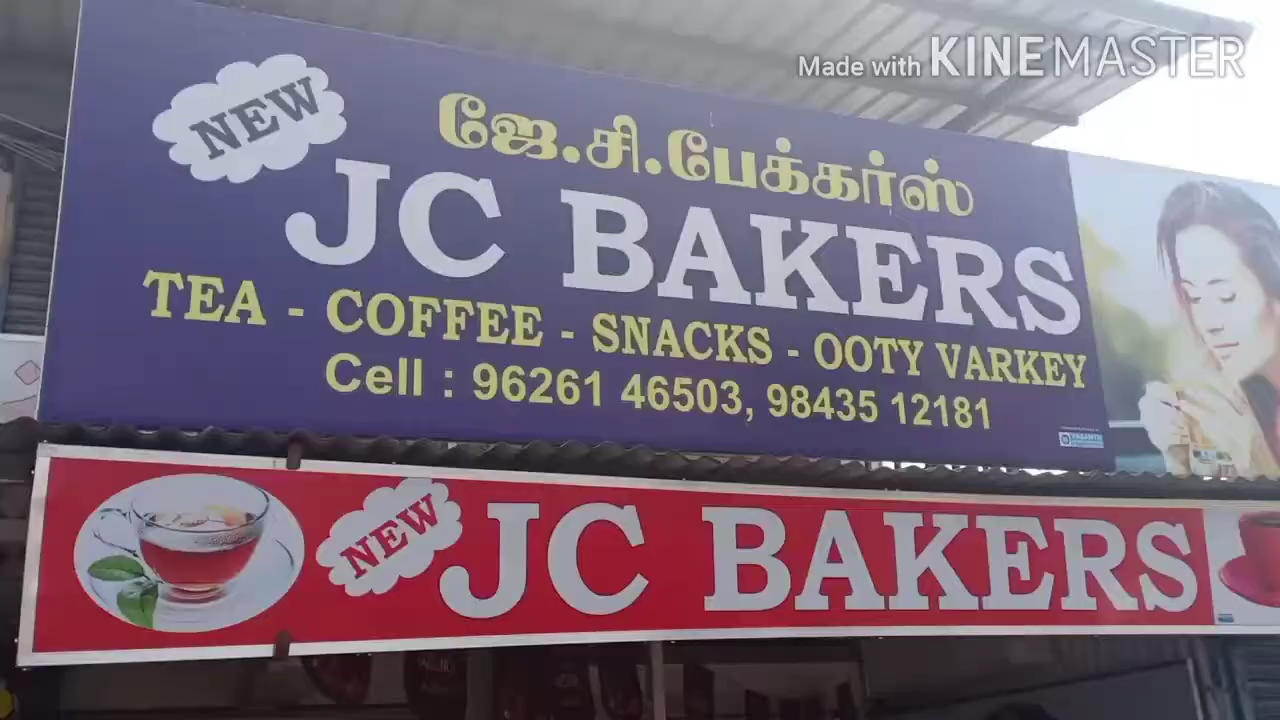 Made with KINEMASTER
NEW
ஜே.சி.பேக்கர்ஸ்
JC BAKERS
TEA - COFFEE - SNACKS - OOTY VARKEY
Cell : 96261 46503, 98435 12181
NEW
JC BAKERS